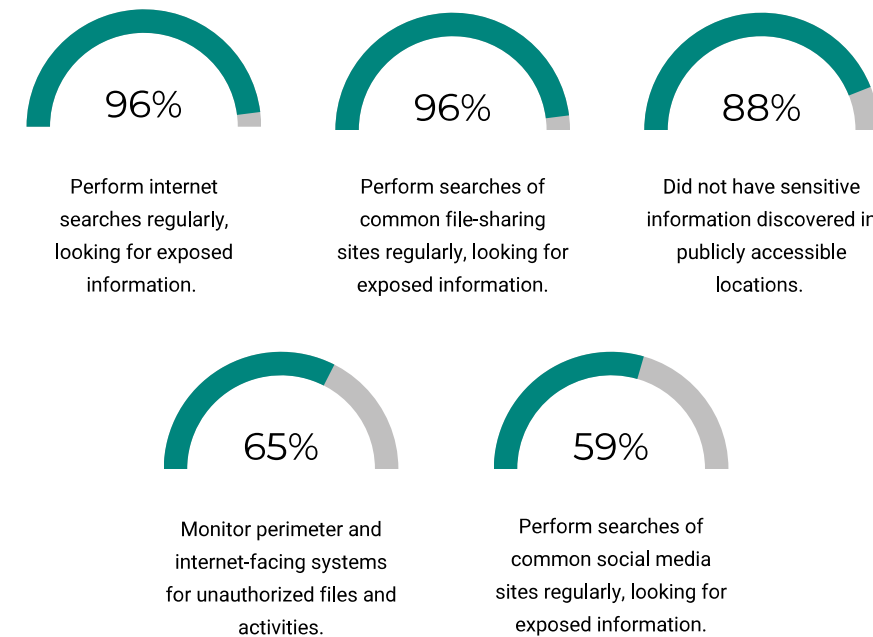 96%
Perform internet
searches regularly,
looking for exposed
information.
96%
Perform searches of
common file-sharing
sites regularly, looking for
exposed information.
88%
Did not have sensitive
information discovered in
publicly accessible
locations.
65%
Monitor perimeter and
internet-facing systems
for unauthorized files and
activities.
59%
Perform searches of
common social media
sites regularly, looking for
exposed information.